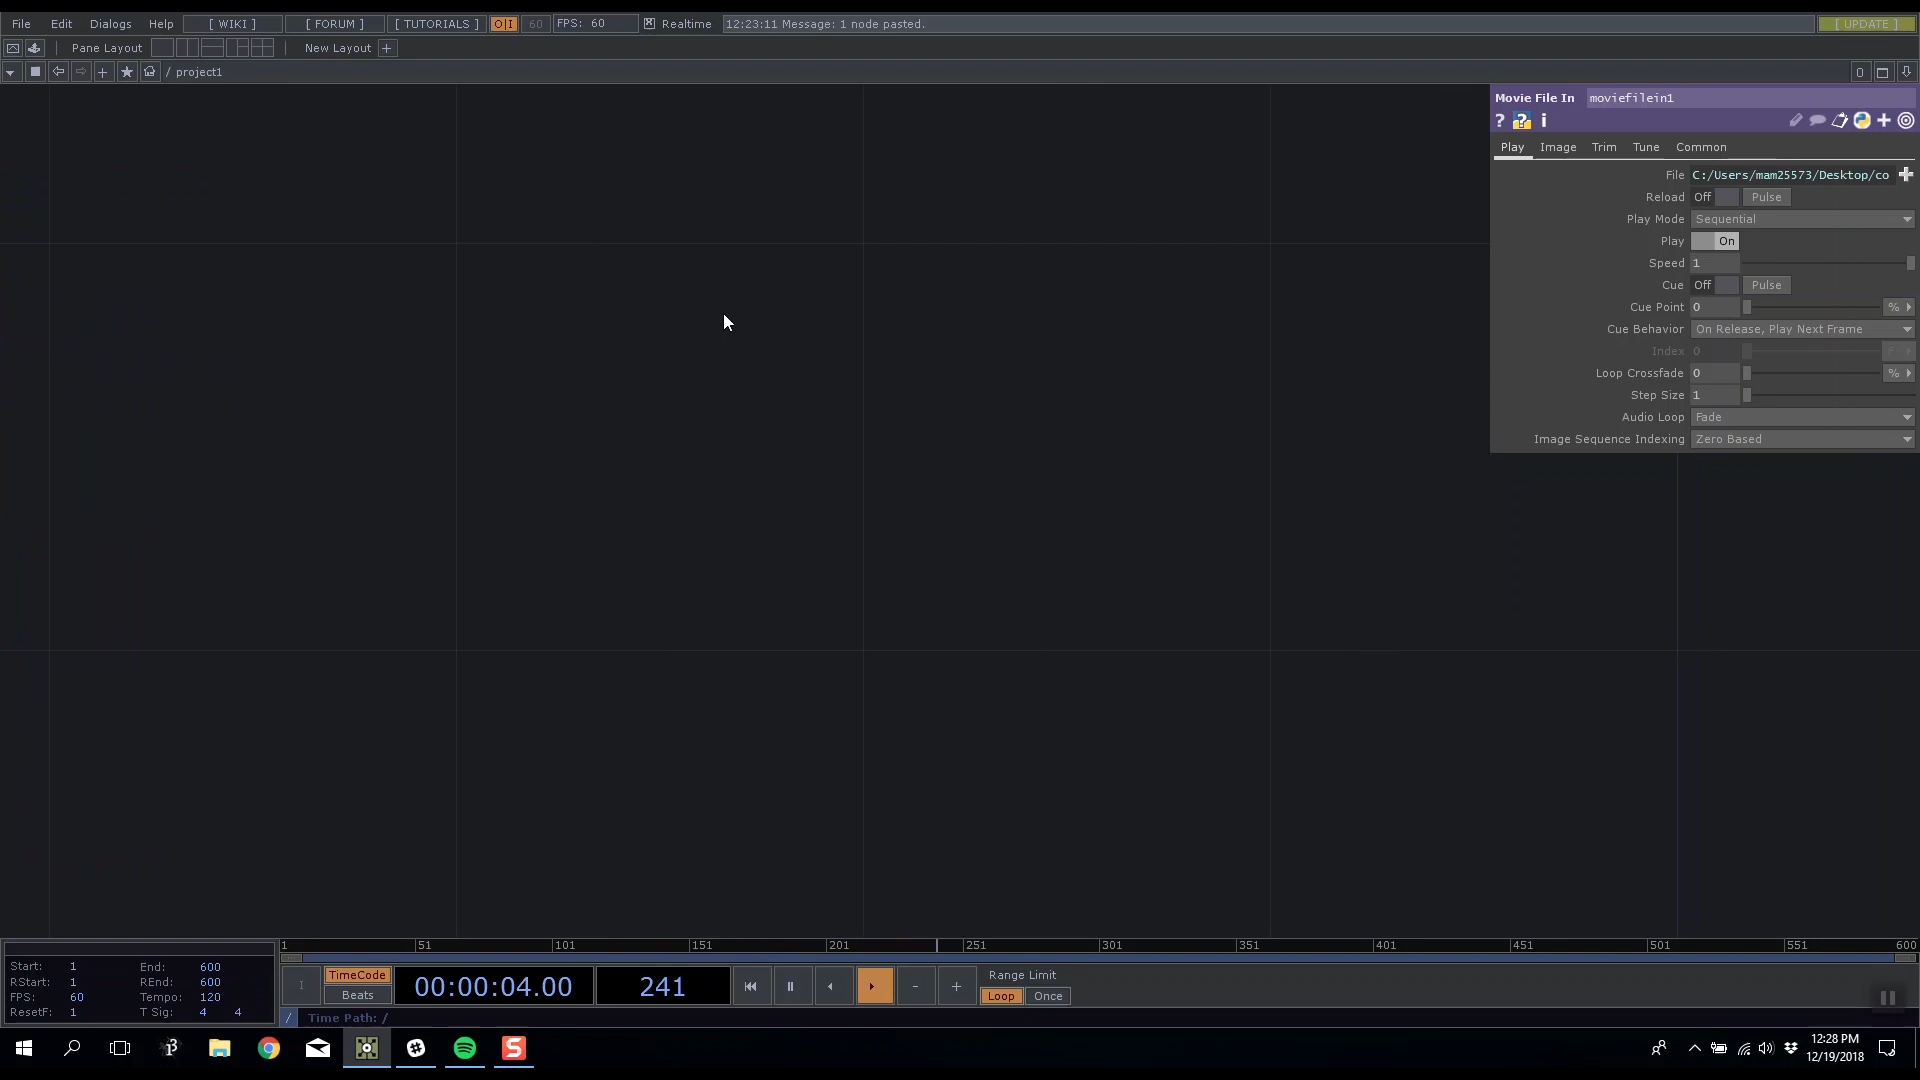 File Edit Dialogs Help [ WIKI ] [ FORUM ] [ TUTORIALS ] O|I 60 FPS: 60 Realtime 12:23:11 Message: 1 node pasted. [ UPDATE ]
Pane Layout New Layout +
/ project1 0
Movie File In moviefilein1
? ? i
Play Image Trim Tune Common
File C:/Users/mam25573/Desktop/co
Reload Off Pulse
Play Mode Sequential
Play On
Speed 1
Cue Off Pulse
Cue Point 0 %
Cue Behavior On Release, Play Next Frame
Index 0 F
Loop Crossfade 0 %
Step Size 1
Audio Loop Fade
Image Sequence Indexing Zero Based
1 51 101 151 201 251 301 351 401 451 501 551 600
Start: 1 End: 600
RStart: 1 REnd: 600
FPS: 60 Tempo: 120
ResetF: 1 T Sig: 4 4
I TimeCode Beats 00:00:04.00 241 - + Range Limit
Loop Once
/ Time Path: /
12:28 PM
12/19/2018